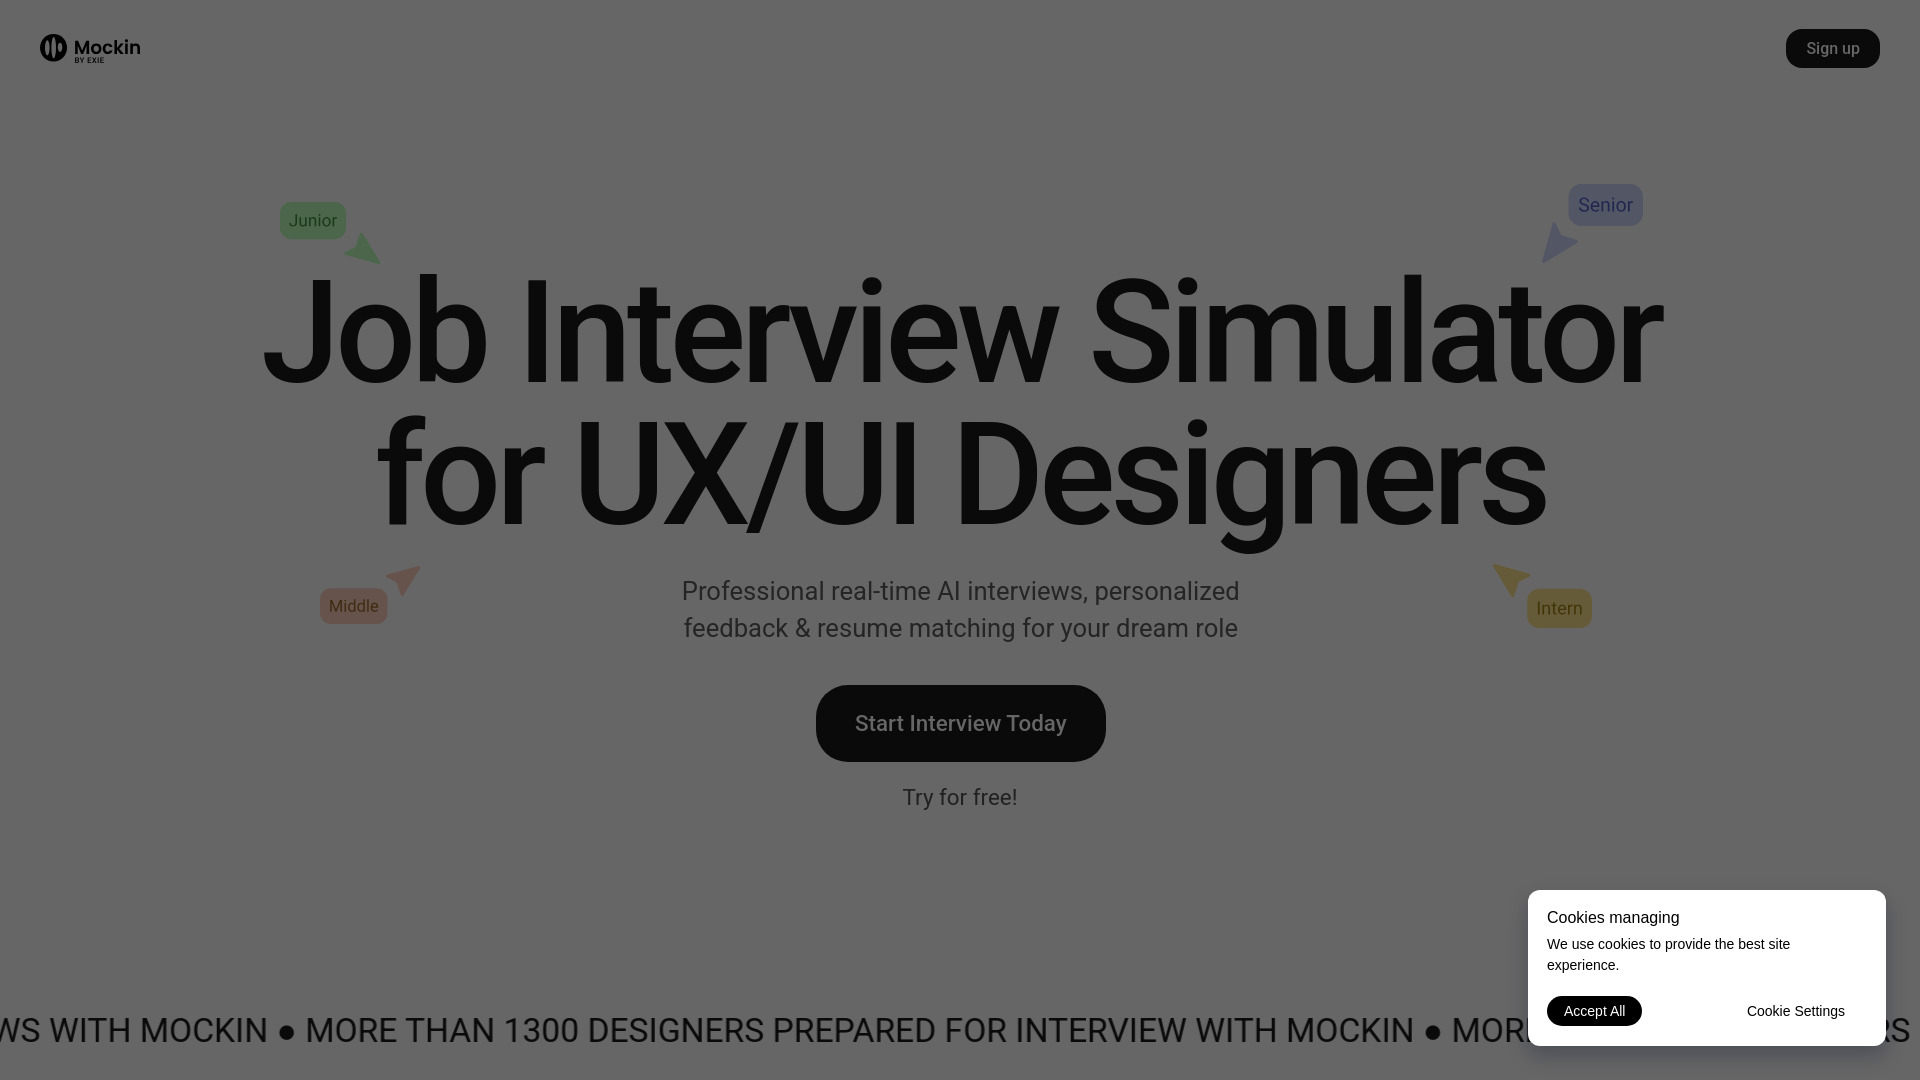 Mockin
BY EXIE
Sign up
Junior
Senior
Job Interview Simulator
for UX/UI Designers
Middle
Intern
Professional real-time AI interviews, personalized
feedback & resume matching for your dream role
Start Interview Today
Try for free!
Cookies managing
We use cookies to provide the best site
experience.
Accept All
Cookie Settings
WS WITH MOCKIN ● MORE THAN 1300 DESIGNERS PREPARED FOR INTERVIEW WITH MOCKIN ● MOR